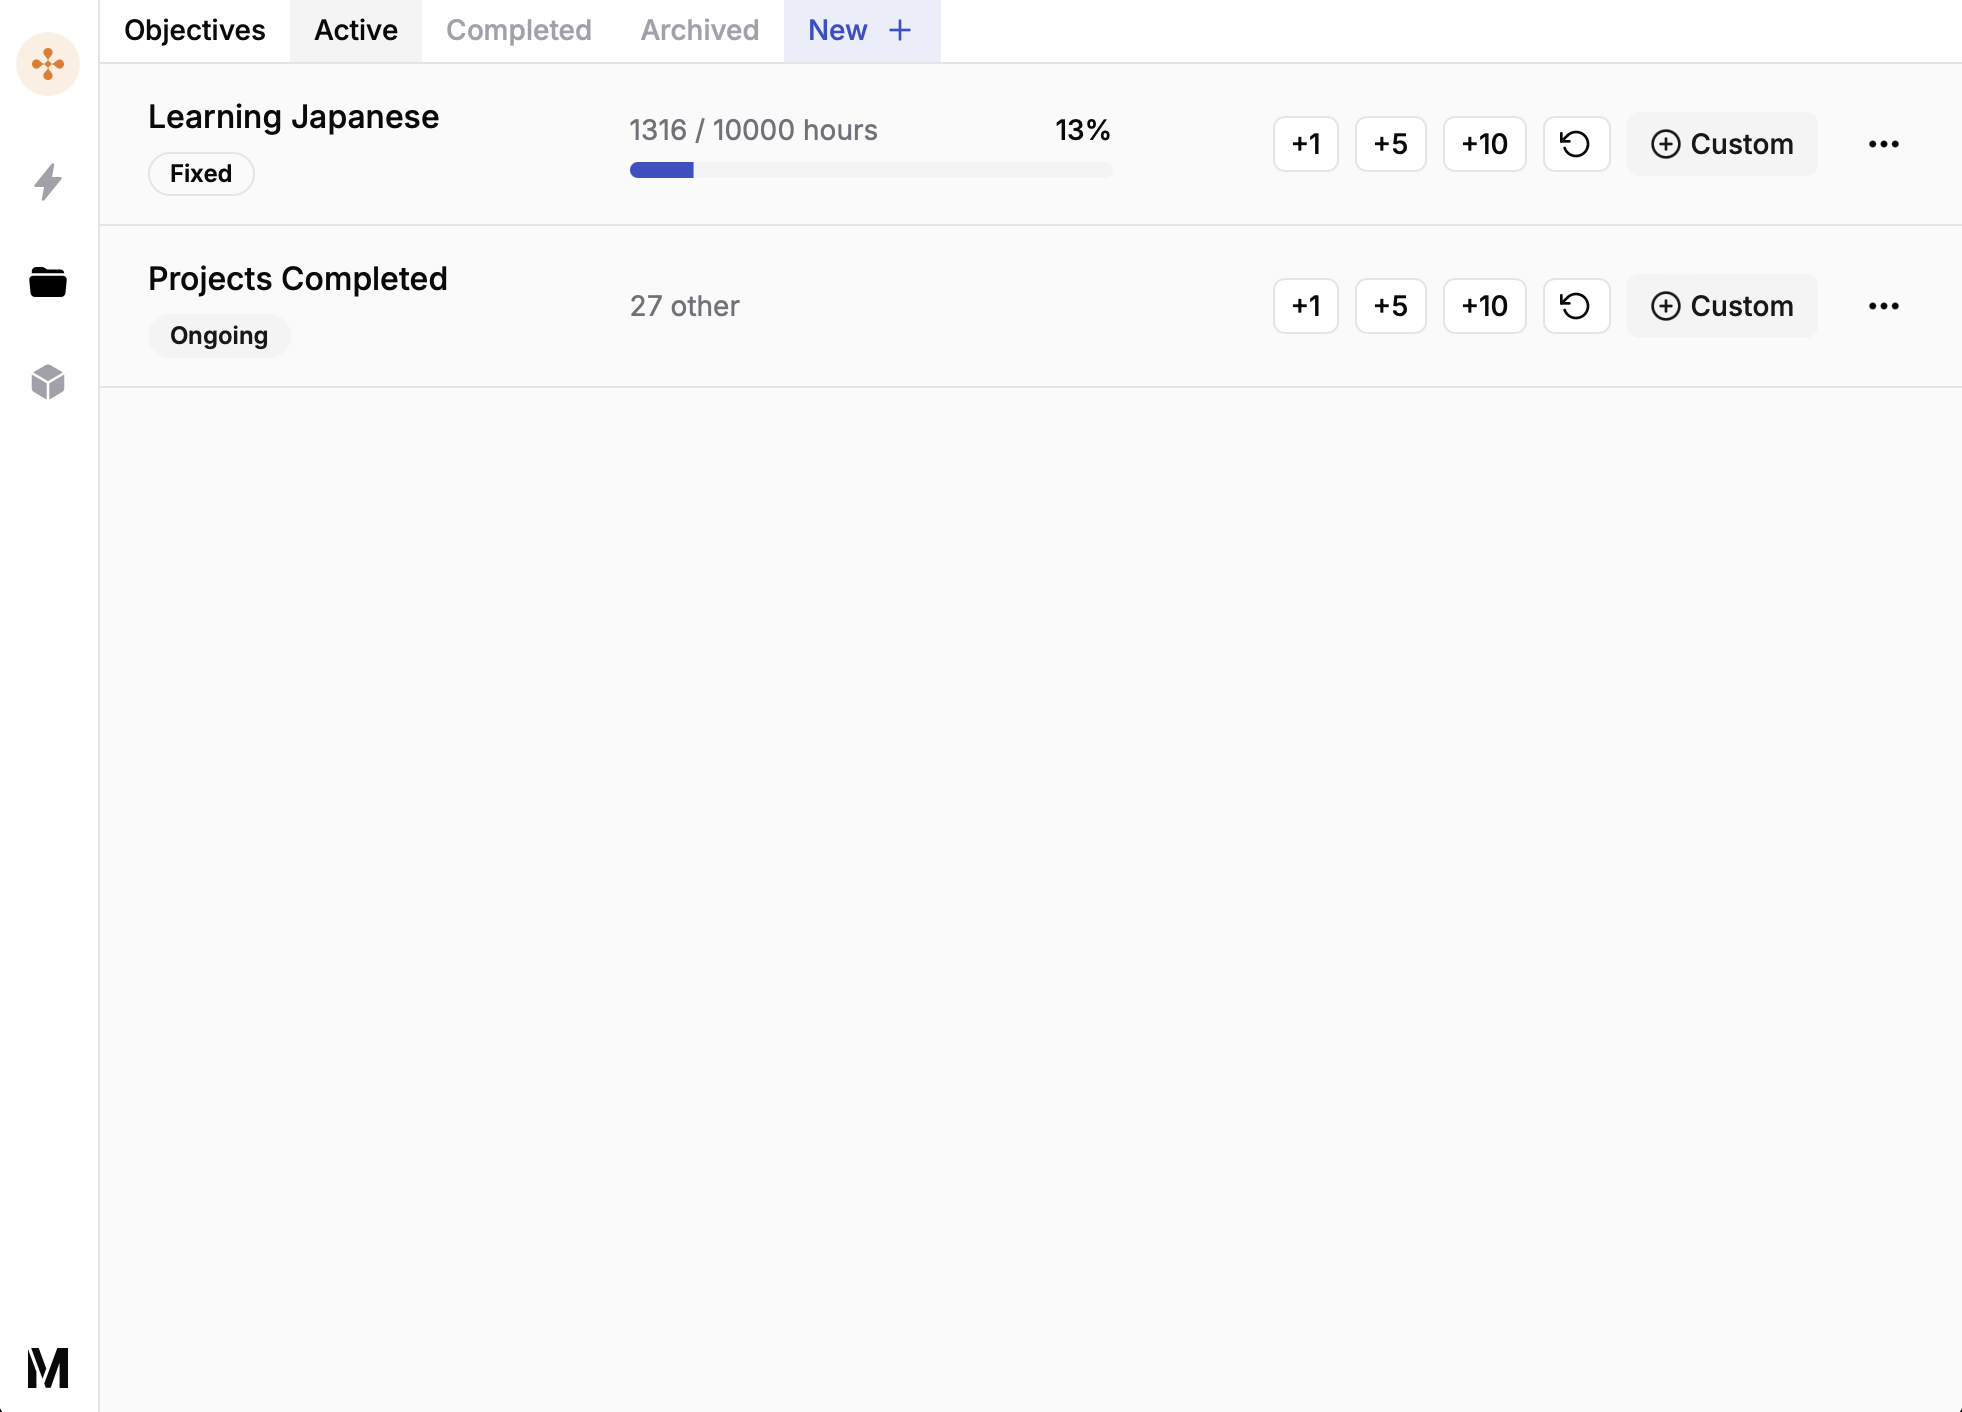 Objectives Active Completed Archived New +
Learning Japanese
Fixed
1316 / 10000 hours 13%
+1 +5 +10 Custom
Projects Completed
Ongoing
27 other
+1 +5 +10 Custom
M